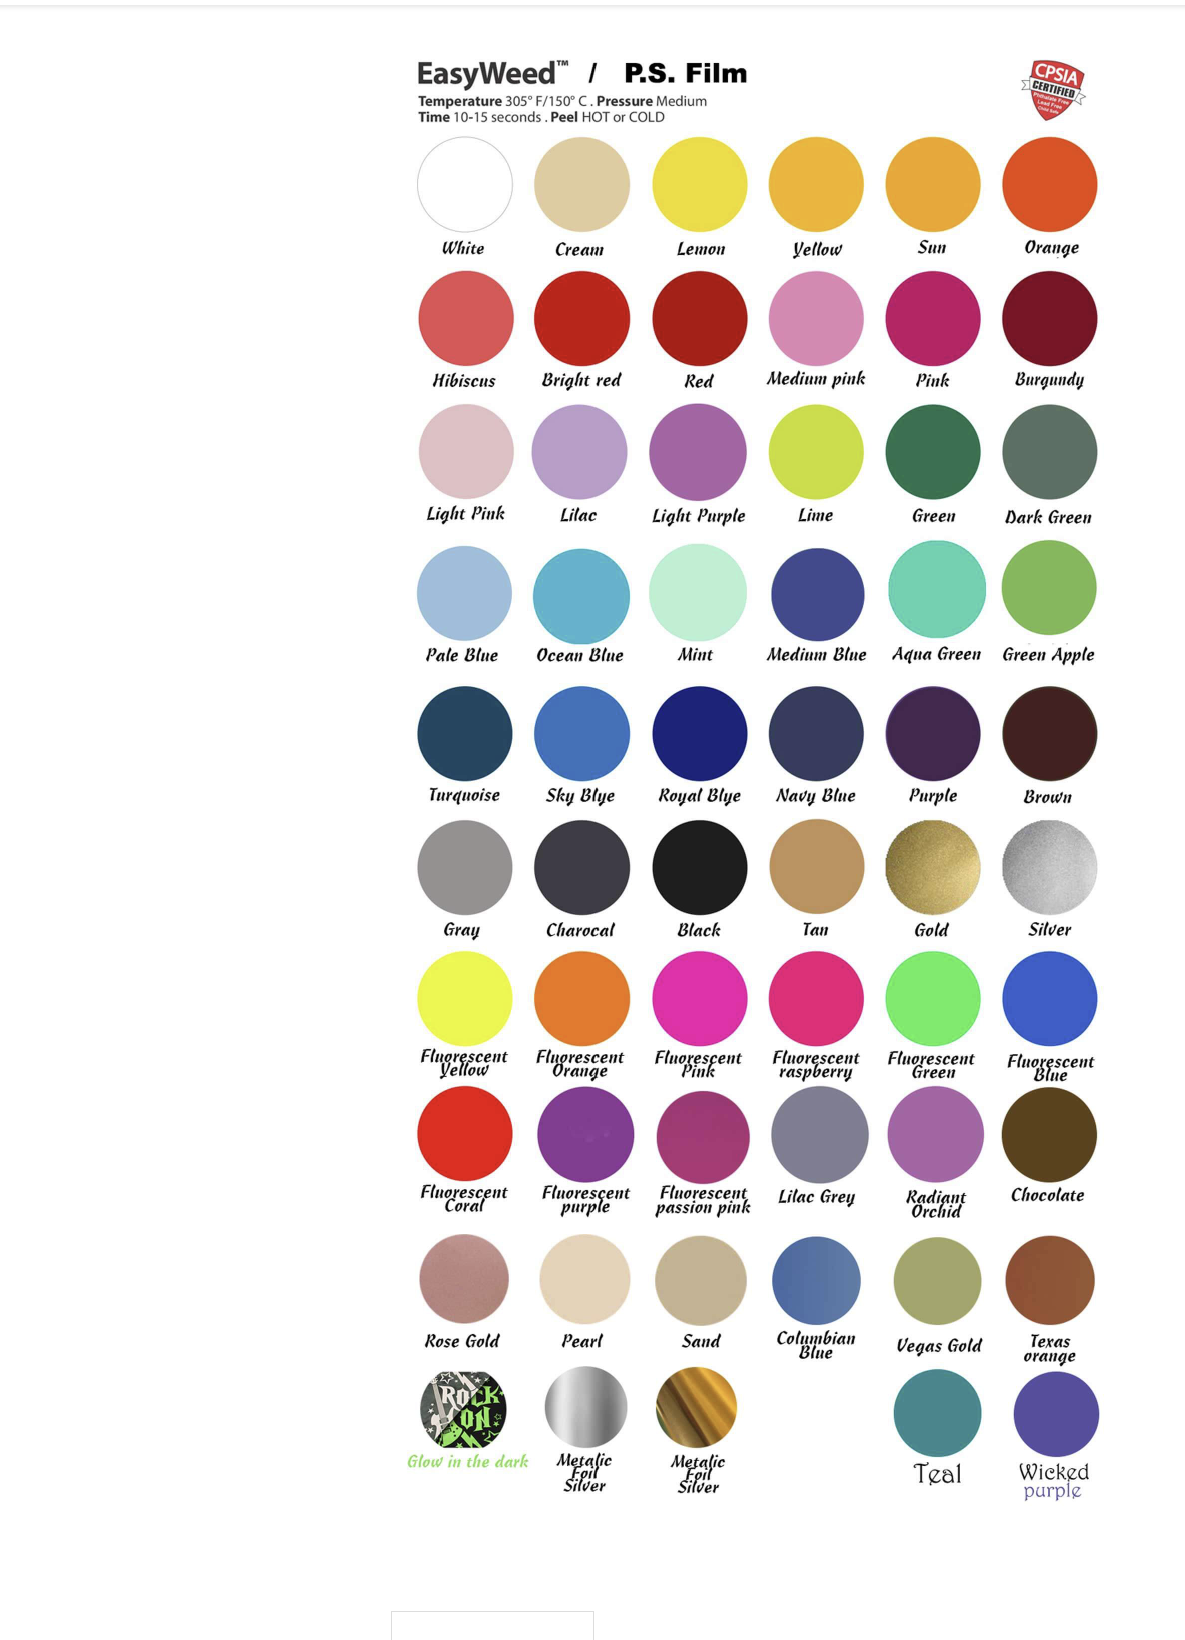 EasyWeed™ / P.S. Film
Temperature 305° F/150° C . Pressure Medium
Time 10-15 seconds . Peel HOT or COLD
CPSIA
CERTIFIED
Phthalate Free
Lead Free
Child Safe
White Cream Lemon Yellow Sun Orange
Hibiscus Bright red Red Medium pink Pink Burgundy
Light Pink Lilac Light Purple Lime Green Dark Green
Pale Blue Ocean Blue Mint Medium Blue Aqua Green Green Apple
Turquoise Sky Blye Royal Blye Navy Blue Purple Brown
Gray Charocal Black Tan Gold Silver
Fluorescent Yellow
Fluorescent Orange
Fluorescent Pink
Fluorescent raspberry
Fluorescent Green
Fluorescent Blue
Fluorescent Coral
Fluorescent purple
Fluorescent passion pink
Lilac Grey
Radiant Orchid
Chocolate
Rose Gold
Pearl
Sand
Columbian Blue
Vegas Gold
Texas orange
ROCK
ON
Glow in the dark
Metalic Foil Silver
Metalic Foil Silver
Teal
Wicked purple